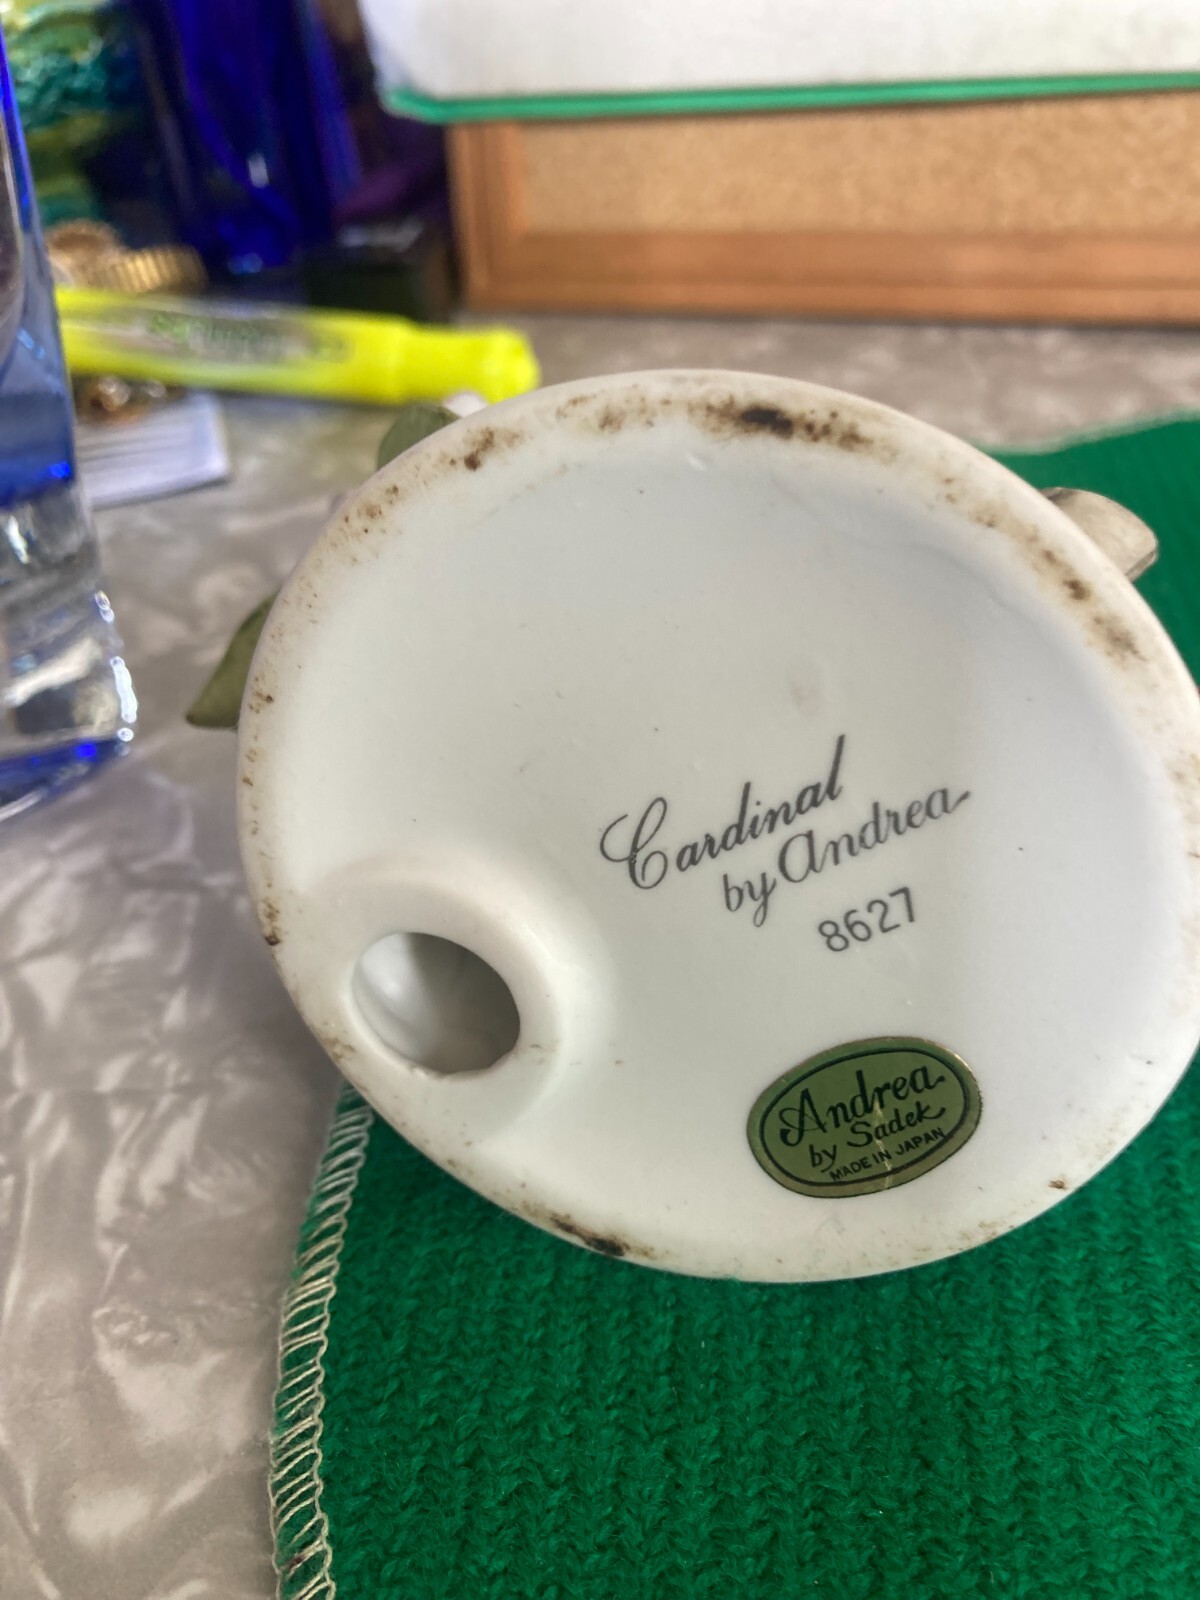 Cardinal
by Andrea
8627
Andrea
by Sadek
MADE IN JAPAN